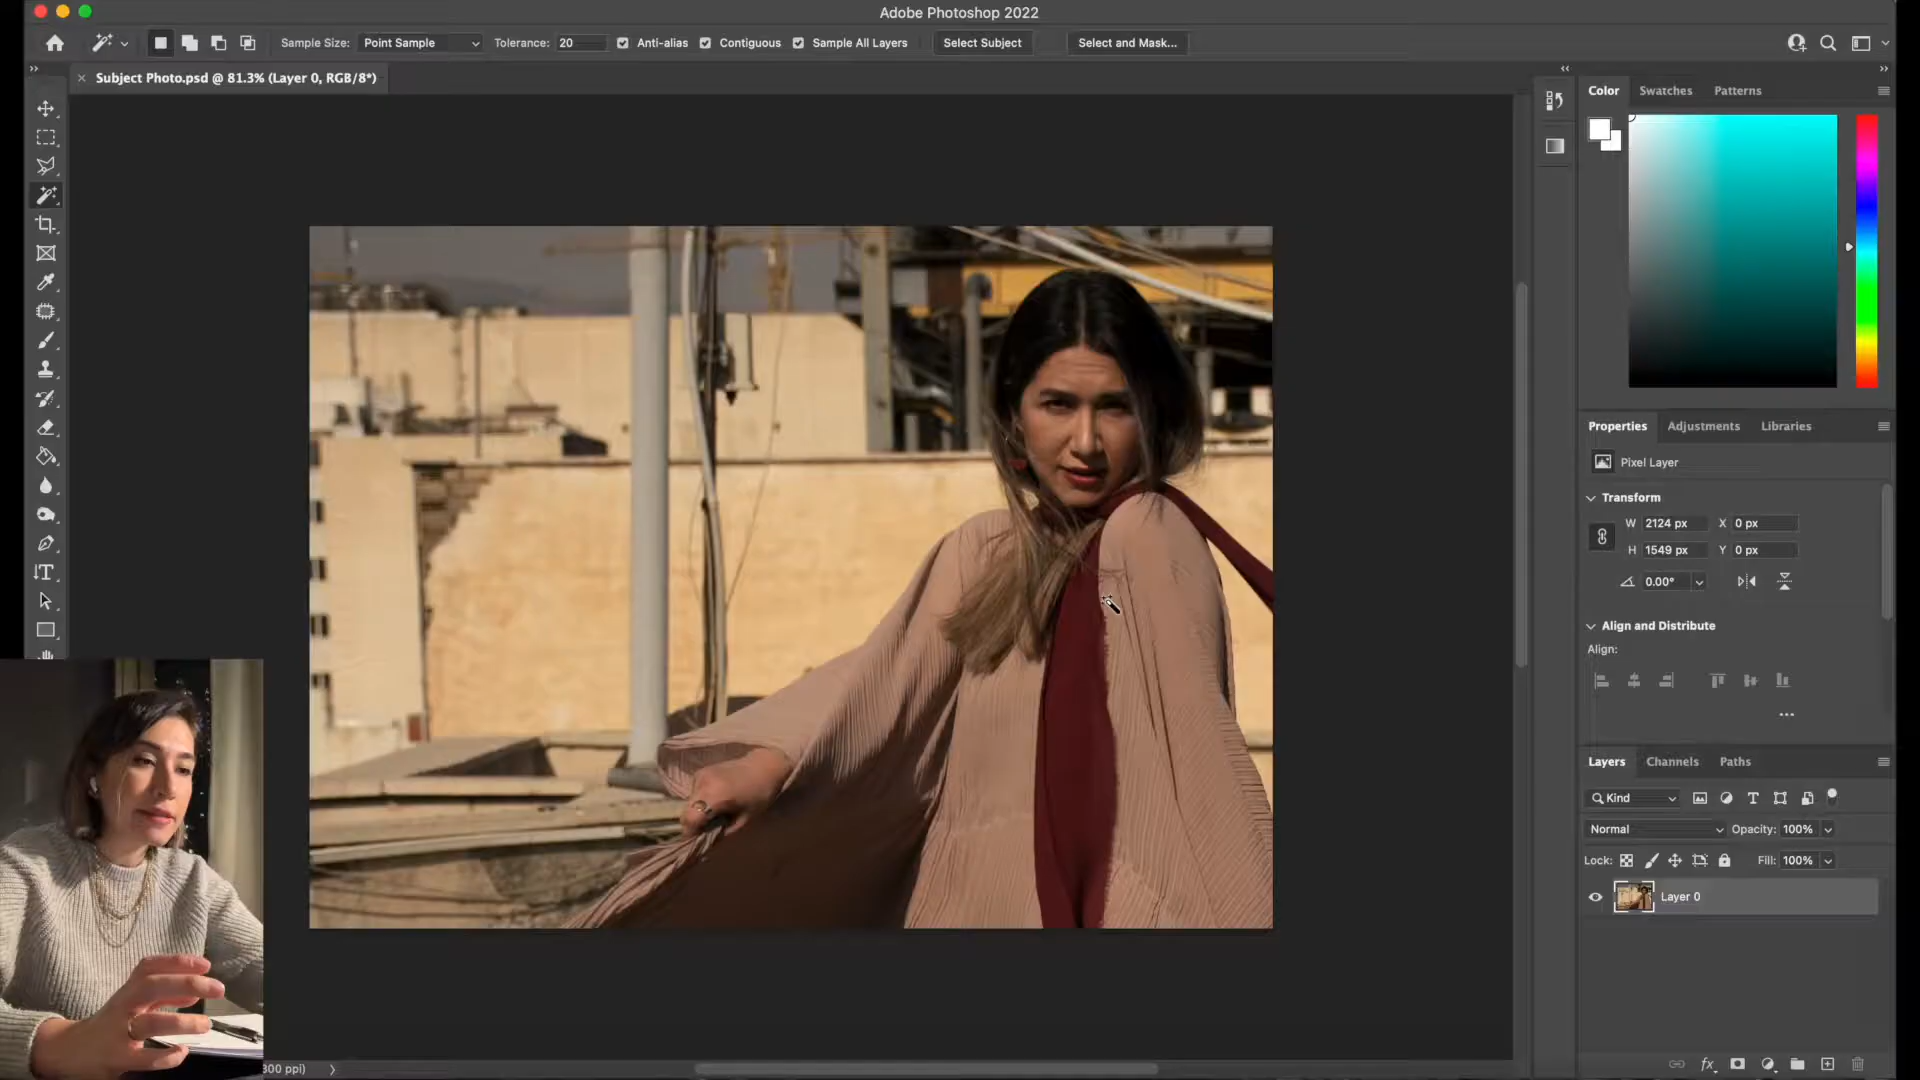 Adobe Photoshop 2022
Sample Size: Point Sample Tolerance: 20 Anti-alias Contiguous Sample All Layers Select Subject Select and Mask...
Subject Photo.psd @ 81.3% (Layer 0, RGB/8*)
Color Swatches Patterns
Properties Adjustments Libraries
Pixel Layer
Transform
W 2124 px X 0 px
H 1549 px Y 0 px
0.00°
Align and Distribute
Align:
Layers Channels Paths
Kind
Normal Opacity: 100%
Lock: Fill: 100%
Layer 0
300 ppi)